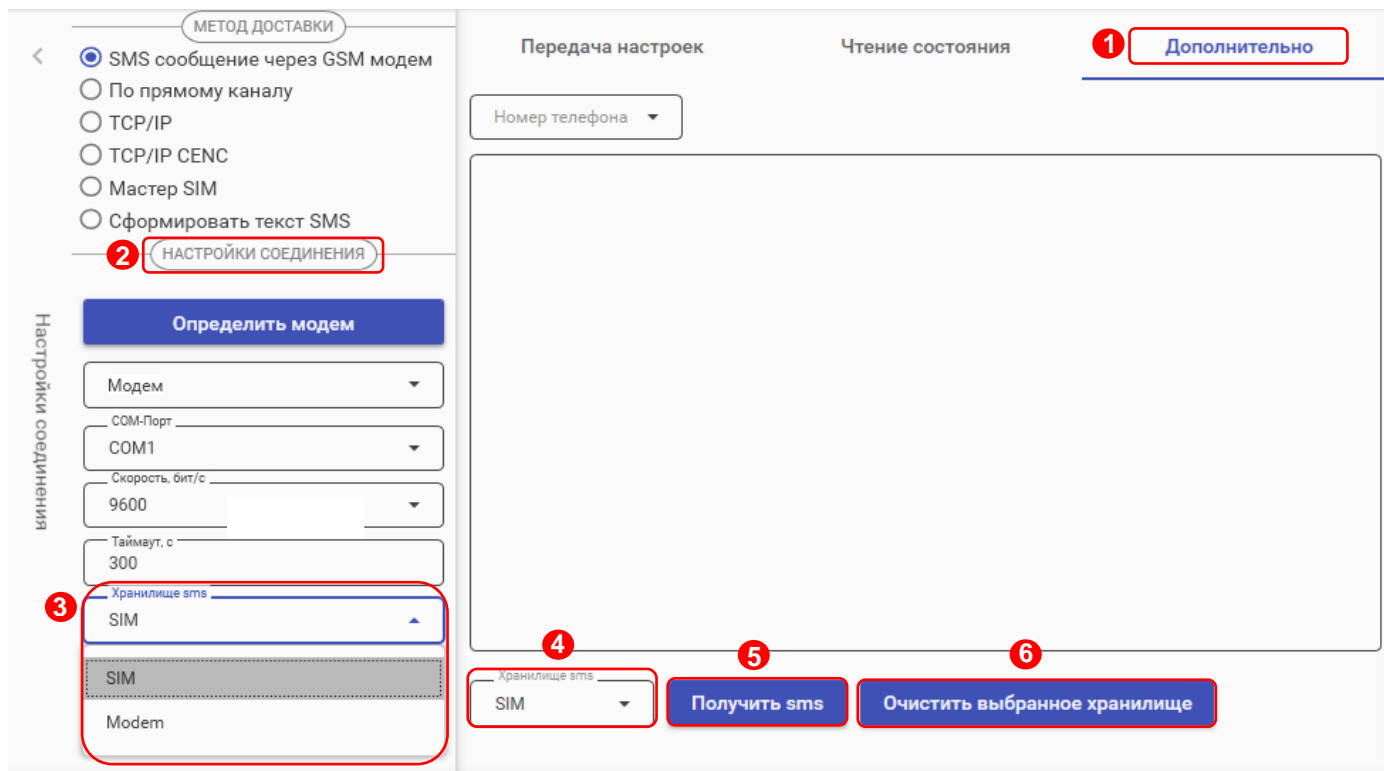 МЕТОД ДОСТАВКИ
SMS сообщение через GSM модем
По прямому каналу
TCP/IP
TCP/IP CENC
Мастер SIM
Сформировать текст SMS
2 НАСТРОЙКИ СОЕДИНЕНИЯ
Определить модем
Модем
COM-Порт
COM1
Скорость, бит/с
9600
Таймаут, с
300
Хранилище sms
3 SIM
SIM
Modem
Настройки соединения
Передача настроек Чтение состояния 1 Дополнительно
Номер телефона
4 5 6
Хранилище sms
SIM Получить sms Очистить выбранное хранилище